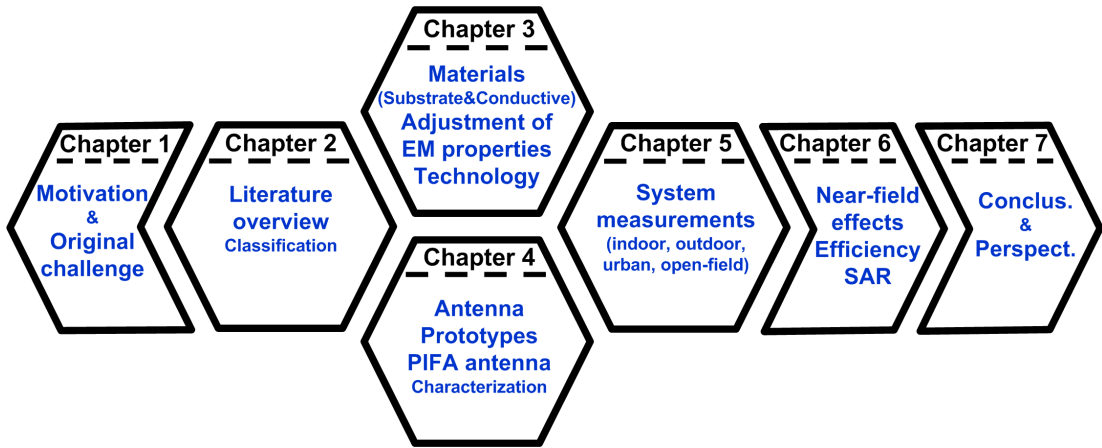 Chapter 1
Motivation
&
Original
challenge
Chapter 2
Literature
overview
Classification
Chapter 3
Materials
(Substrate&Conductive)
Adjustment of
EM properties
Technology
Chapter 4
Antenna
Prototypes
PIFA antenna
Characterization
Chapter 5
System
measurements
(indoor, outdoor,
urban, open-field)
Chapter 6
Near-field
effects
Efficiency
SAR
Chapter 7
Conclus.
&
Perspect.